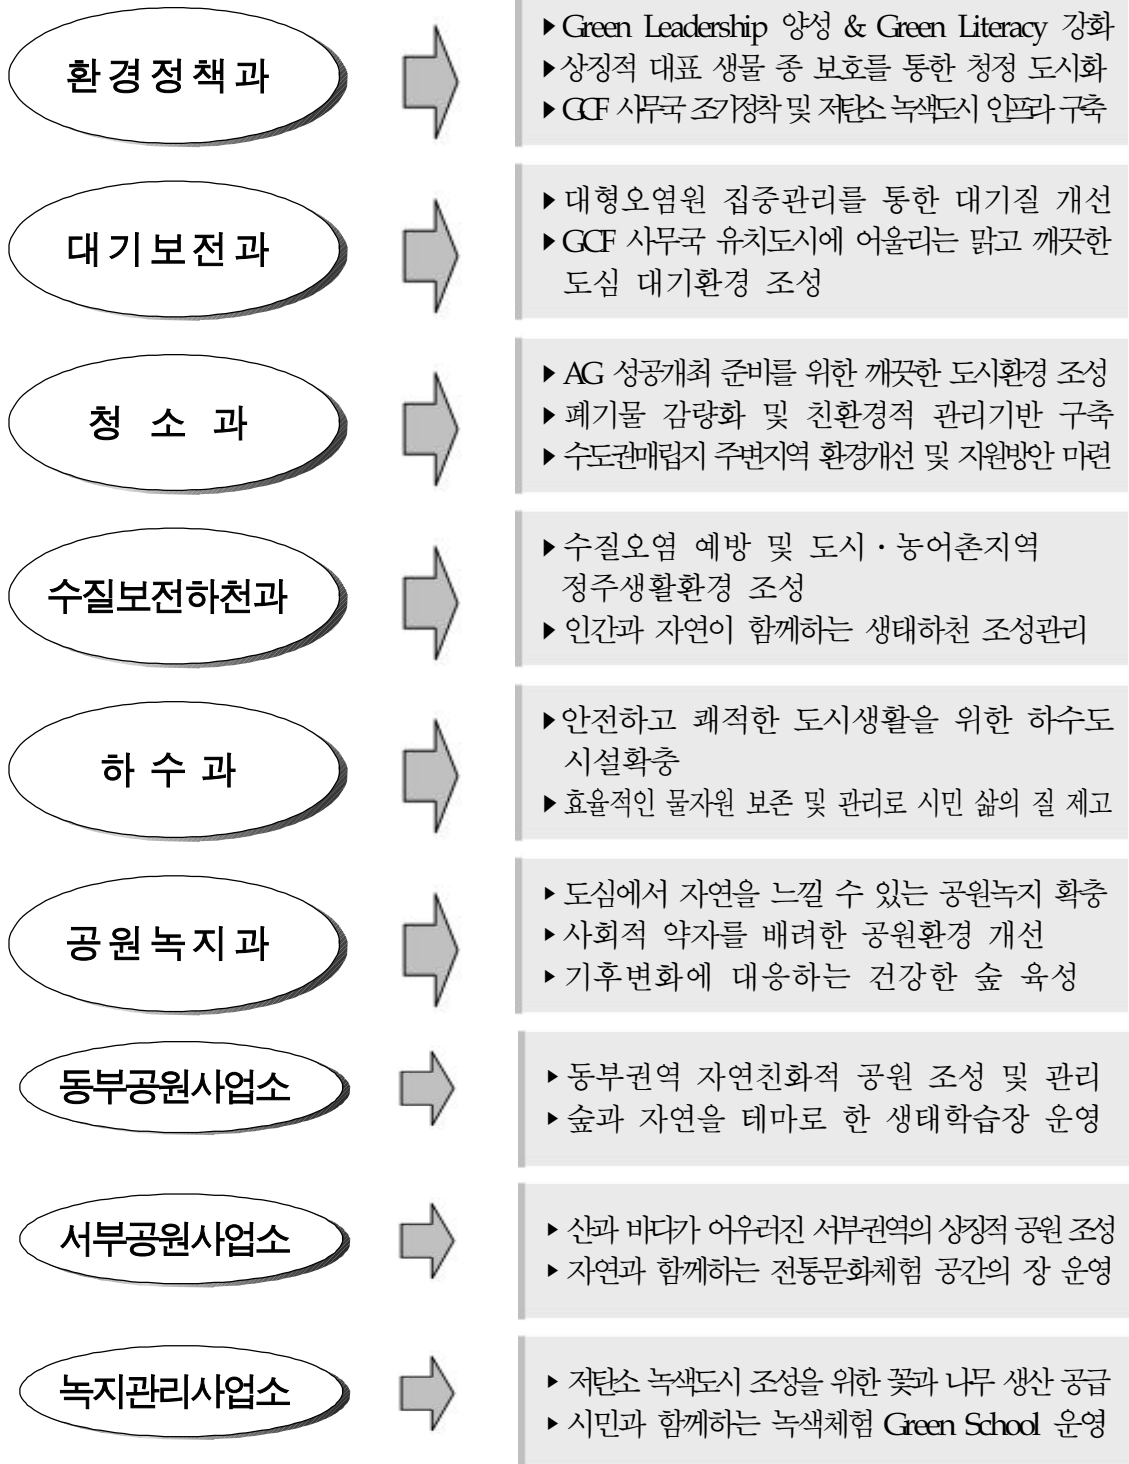 환경정책과
▶Green Leadership 양성 & Green Literacy 강화
▶상징적 대표 생물 종 보호를 통한 청정 도시화
▶GCF 사무국 조기정착 및 저탄소 녹색도시 인프라 구축
대기보전과
▶대형오염원 집중관리를 통한 대기질 개선
▶GCF 사무국 유치도시에 어울리는 맑고 깨끗한
도심 대기환경 조성
청 소 과
▶AG 성공개최 준비를 위한 깨끗한 도시환경 조성
▶폐기물 감량화 및 친환경적 관리기반 구축
▶수도권매립지 주변지역 환경개선 및 지원방안 마련
수질보전하천과
▶수질오염 예방 및 도시·농어촌지역
정주생활환경 조성
▶인간과 자연이 함께하는 생태하천 조성관리
하 수 과
▶안전하고 쾌적한 도시생활을 위한 하수도
시설확충
▶효율적인 물자원 보존 및 관리로 시민 삶의 질 제고
공원녹지과
▶도심에서 자연을 느낄 수 있는 공원녹지 확충
▶사회적 약자를 배려한 공원환경 개선
▶기후변화에 대응하는 건강한 숲 육성
동부공원사업소
▶동부권역 자연친화적 공원 조성 및 관리
▶숲과 자연을 테마로 한 생태학습장 운영
서부공원사업소
▶산과 바다가 어우러진 서부권역의 상징적 공원 조성
▶자연과 함께하는 전통문화체험 공간의 장 운영
녹지관리사업소
▶저탄소 녹색도시 조성을 위한 꽃과 나무 생산 공급
▶시민과 함께하는 녹색체험 Green School 운영